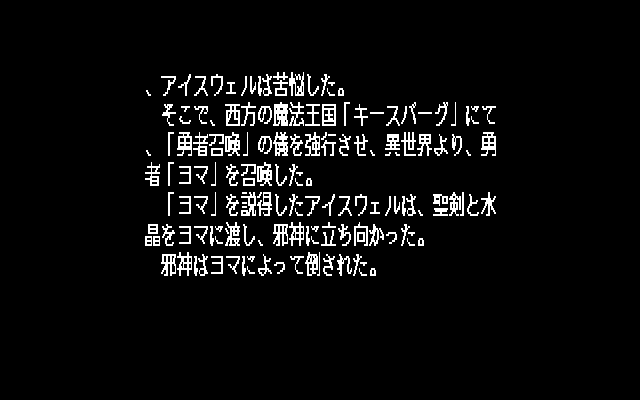 、アイスウェルは苦悩した。
　そこで、西方の魔法王国「キースバーグ」にて
、「勇者召喚」の儀を強行させ、異世界より、勇
者「ヨマ」を召喚した。
　「ヨマ」を説得したアイスウェルは、聖剣と水
晶をヨマに渡し、邪神に立ち向かった。
　邪神はヨマによって倒された。